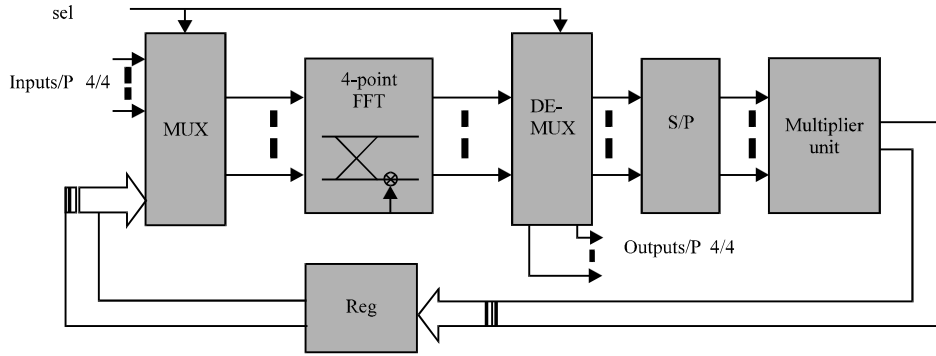 sel
Inputs/P 4/4
MUX
4-point
FFT
DE-
MUX
S/P
Multiplier
unit
Outputs/P 4/4
Reg